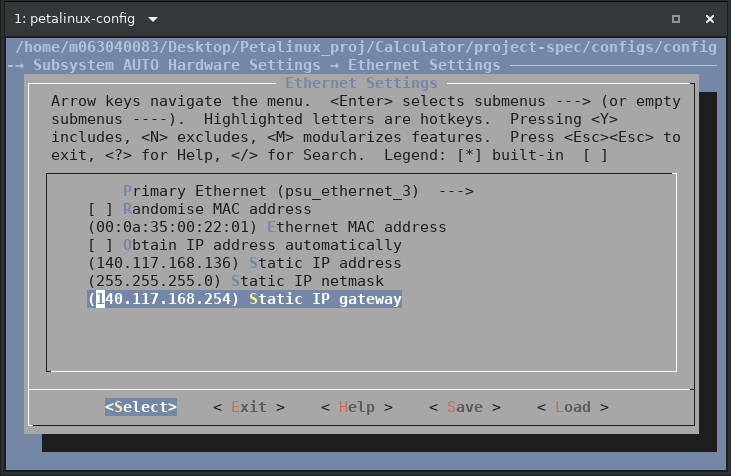 1: petalinux-config
/home/m063040083/Desktop/Petalinux_proj/Calculator/project-spec/configs/config
-→ Subsystem AUTO Hardware Settings → Ethernet Settings
Ethernet Settings
Arrow keys navigate the menu.  <Enter> selects submenus ---> (or empty
submenus ----).  Highlighted letters are hotkeys.  Pressing <Y>
includes, <N> excludes, <M> modularizes features.  Press <Esc><Esc> to
exit, <?> for Help, </> for Search.  Legend: [*] built-in  [ ]
Primary Ethernet (psu_ethernet_3)  --->
[ ] Randomise MAC address
(00:0a:35:00:22:01) Ethernet MAC address
[ ] Obtain IP address automatically
(140.117.168.136) Static IP address
(255.255.255.0) Static IP netmask
(140.117.168.254) Static IP gateway
<Select>    < Exit >    < Help >    < Save >    < Load >